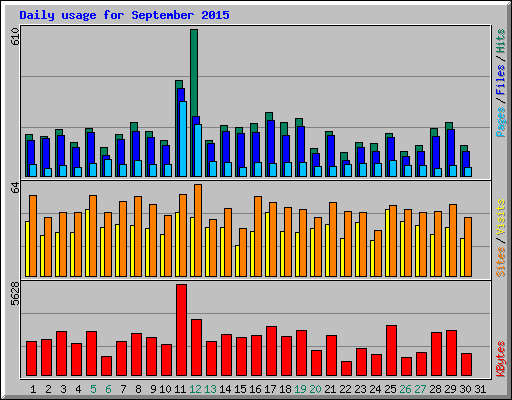 Daily usage for September 2015
610
64
5628
Pages / Files / Hits
Sites / Visits
KBytes
1 2 3 4 5 6 7 8 9 10 11 12 13 14 15 16 17 18 19 20 21 22 23 24 25 26 27 28 29 30 31